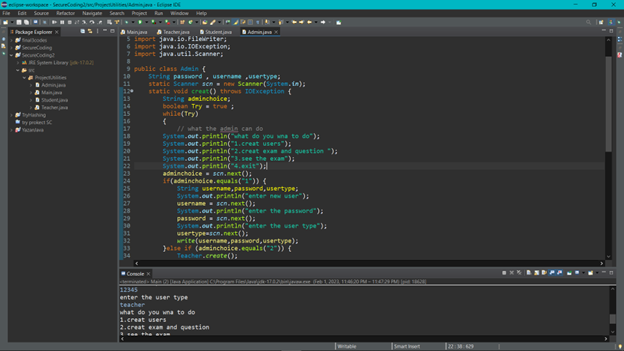 eclipse-workspace - SecureCoding2/src/ProjectUtilities/Admin.java - Eclipse IDE
File Edit Source Refactor Navigate Search Project Run Window Help
Package Explorer
SecureCoding
SecureCoding2
JRE System Library [jdk-17.0.2]
src
ProjectUtilities
Admin.java
Main.java
Student.java
Teacher.java
TryHashing
try preject SC
Main.java
Teacher.java
Student.java
Admin.java
5 import java.io.FileWriter;
6 import java.io.IOException;
7 import java.util.Scanner;
8
9 public class Admin {
10 String password , username ,usertype;
11 static Scanner scn = new Scanner(System.in);
12 static void creat() throws IOException {
13 String adminchoice;
14 boolean Try = true ;
15 while(Try)
16 {
17 // what the admin can do
18 System.out.println("what do you wna to do");
19 System.out.println("1.creat users");
20 System.out.println("2.creat exam and question ");
21 System.out.println("3.see the exam");
22 System.out.println("4.exit");
23 adminchoice = scn.next();
24 if(adminchoice.equals("1")) {
25 String username,password,usertype;
26 System.out.println("enter new user");
27 username = scn.next();
28 System.out.println("enter the password");
29 password = scn.next();
30 System.out.println("enter the user type");
31 usertype=scn.next();
32 write(username,password,usertype);
33 }else if (adminchoice.equals("2")) {
34 Teacher.create();
Console
<terminated> Main (2) [Java Application] C:\Program Files\Java\jdk-17.0.2\bin\javaw.exe (Feb 1, 2023, 11:46:20 PM – 11:47:29 PM) [pid: 16628]
12345
enter the user type
teacher
what do you wna to do
1.creat users
2.creat exam and question
3.see the exam
Writable
Smart Insert
22 : 38 : 629